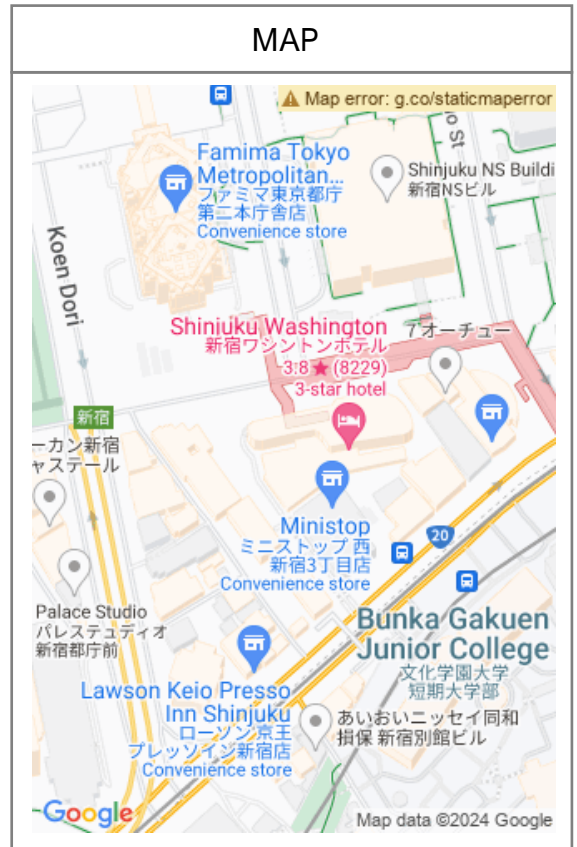 MAP
Map error: g.co/staticmaperror
Famima Tokyo
Metropolitan...
ファミマ東京都庁
第二本庁舎店
Convenience store
Shinjuku NS Buildi
新宿NSビル
o St
Koen Dori
Shinjuku Washington
新宿ワシントンホテル
3.8★(8229)
3-star hotel
7オーチュー
新宿
ーカン新宿
ャステール
Ministop
ミニストップ 西
新宿3丁目店
Convenience store
20
Palace Studio
パレステュディオ
新宿都庁前
Bunka Gakuen
Junior College
文化学園大学
短期大学部
Lawson Keio Presso
Inn Shinjuku
ローソン 京王
プレッソイン新宿店
Convenience store
あいおいニッセイ同和
損保 新宿別館ビル
Google
Map data ©2024 Google